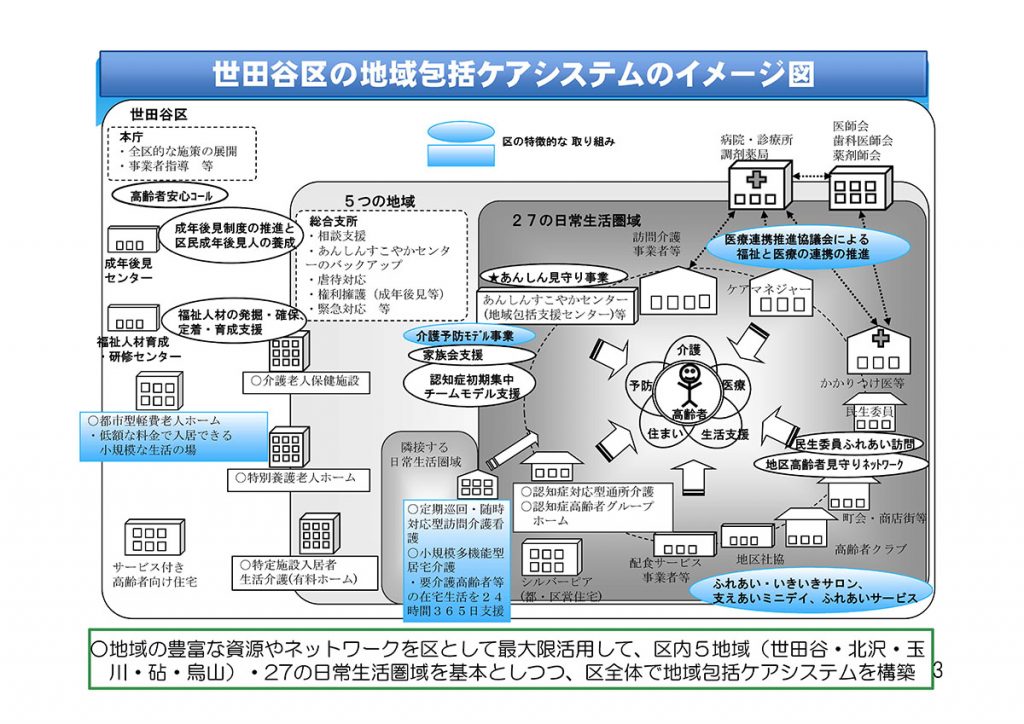 世田谷区の地域包括ケアシステムのイメージ図
世田谷区
本庁
・全区的な施策の展開
・事業者指導　等
区の特徴的な 取り組み
病院・診療所
調剤薬局
医師会
歯科医師会
薬剤師会
高齢者安心ｺｰﾙ
成年後見制度の推進と
区民成年後見人の養成
成年後見
センター
福祉人材の発掘・確保、
定着・育成支援
福祉人材育成
・研修センター
○都市型軽費老人ホーム
・低額な料金で入居できる
小規模な生活の場
サービス付き
高齢者向け住宅
５つの地域
総合支所
・相談支援
・あんしんすこやかセンタ
ーのバックアップ
・虐待対応
・権利擁護（成年後見等）
・緊急対応　等
○介護老人保健施設
○特別養護老人ホーム
○特定施設入居者
生活介護(有料ホーム)
２７の日常生活圏域
訪問介護
事業者等
医療連携推進協議会による
福祉と医療の連携の推進
★あんしん見守り事業
あんしんすこやかセンター
(地域包括支援センター)等
ケアマネジャー
介護予防ﾓﾃﾞﾙ事業
家族会支援
認知症初期集中
チームモデル支援
介護
予防
医療
高齢者
住まい
生活支援
かかりつけ医等
民生委員
民生委員ふれあい訪問
地区高齢者見守りﾈｯﾄﾜｰｸ
隣接する
日常生活圏域
○定期巡回・随時
対応型訪問介護看
護
○小規模多機能型
居宅介護
・要介護高齢者等
の在宅生活を２４
時間３６５日支援
○認知症対応型通所介護
○認知症高齢者グループ
ホーム
シルバーピア
(都・区営住宅)
配食サービス
事業者等
地区社協
高齢者クラブ
町会・商店街等
ふれあい・いきいきサロン、
支えあいミニデイ、ふれあいサービス
○地域の豊富な資源やネットワークを区として最大限活用して、区内５地域（世田谷・北沢・玉
川・砧・烏山）・27の日常生活圏域を基本としつつ、区全体で地域包括ケアシステムを構築
3